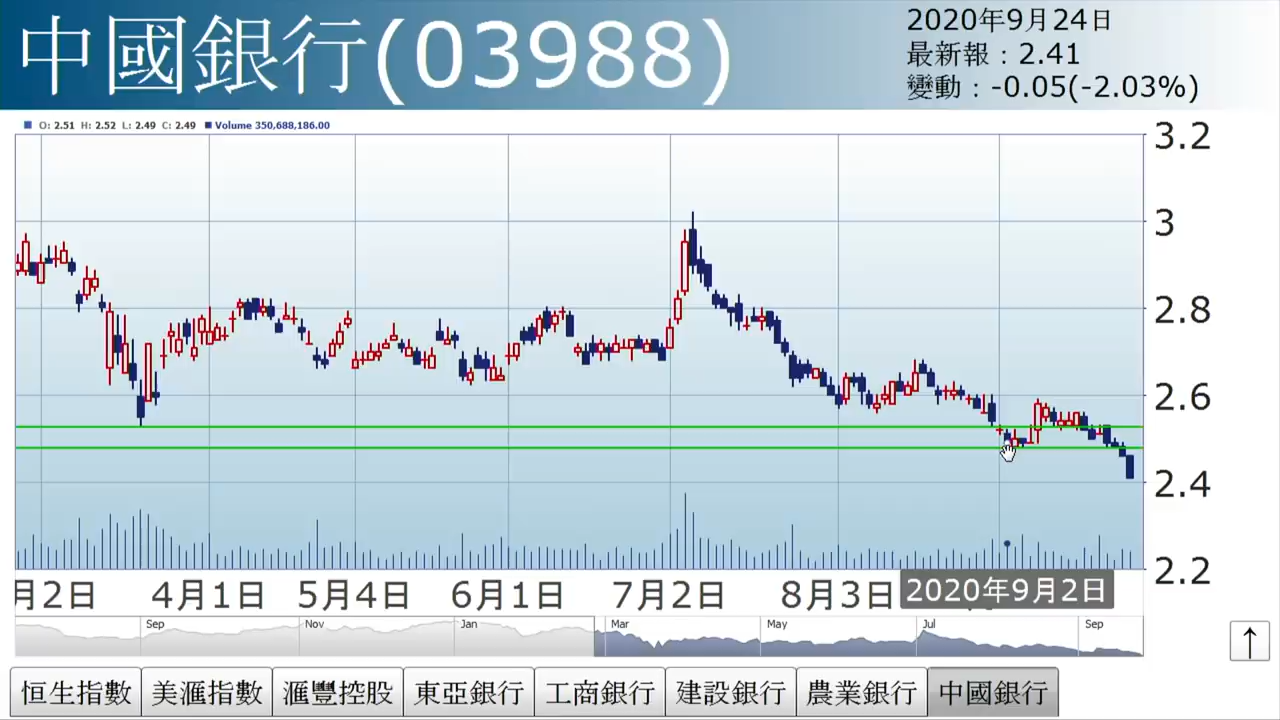 中國銀行(03988)
2020年9月24日
最新報：2.41
變動：-0.05(-2.03%)
O: 2.51 H: 2.52 L: 2.49 C: 2.49 Volume 350,688,186.00
3.2
3
2.8
2.6
2.4
2.2
月2日 4月1日 5月4日 6月1日 7月2日 8月3日 2020年9月2日
Sep Nov Jan Mar May Jul Sep
↑
恒生指數 美滙指數 滙豐控股 東亞銀行 工商銀行 建設銀行 農業銀行 中國銀行